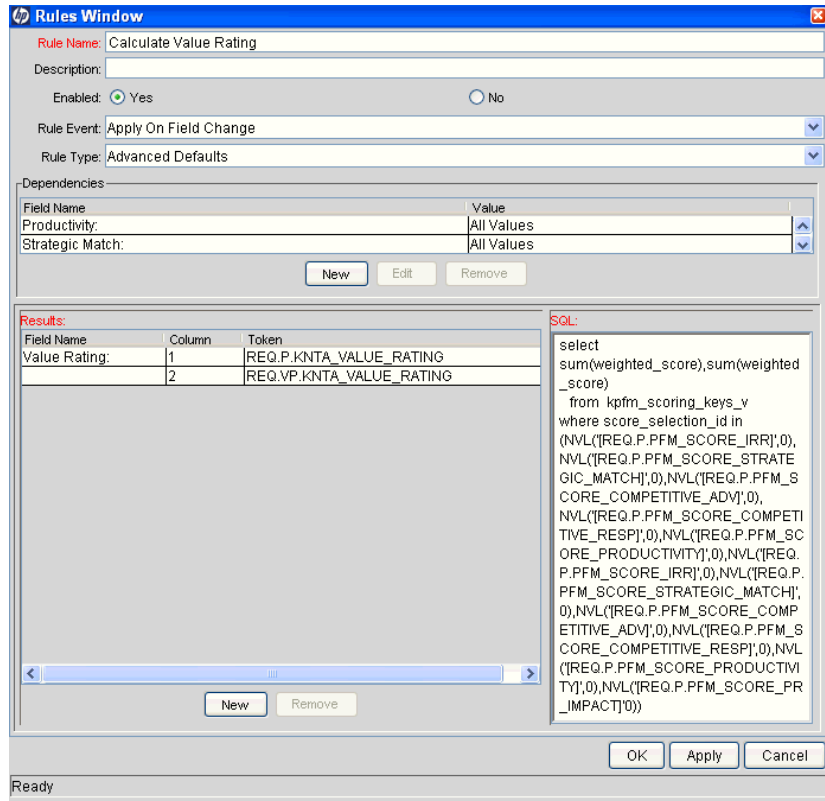 hp Rules Window
Rule Name: Calculate Value Rating
Description:
Enabled: Yes No
Rule Event: Apply On Field Change
Rule Type: Advanced Defaults
Dependencies
Field Name Value
Productivity: All Values
Strategic Match: All Values
New Edit Remove
Results:
Field Name Column Token
Value Rating: 1 REQ.P.KNTA_VALUE_RATING
2 REQ.VP.KNTA_VALUE_RATING
New Remove
SQL:
select
sum(weighted_score),sum(weighted
_score)
from kpfm_scoring_keys_v
where score_selection_id in
(NVL('[REQ.P.PFM_SCORE_IRR]',0),
NVL('[REQ.P.PFM_SCORE_STRATE
GIC_MATCH]',0),NVL('[REQ.P.PFM_S
CORE_COMPETITIVE_ADV]',0),
NVL('[REQ.P.PFM_SCORE_COMPETI
TIVE_RESP]',0),NVL('[REQ.P.PFM_SC
ORE_PRODUCTIVITY]',0),NVL('[REQ.
P.PFM_SCORE_IRR]',0),NVL('[REQ.P.
PFM_SCORE_STRATEGIC_MATCH]',
0),NVL('[REQ.P.PFM_SCORE_COMP
ETITIVE_ADV]',0),NVL('[REQ.P.PFM_S
CORE_COMPETITIVE_RESP]',0),NVL
('[REQ.P.PFM_SCORE_PRODUCTIVI
TY]',0),NVL('[REQ.P.PFM_SCORE_PR
_IMPACT]'0))
OK Apply Cancel
Ready